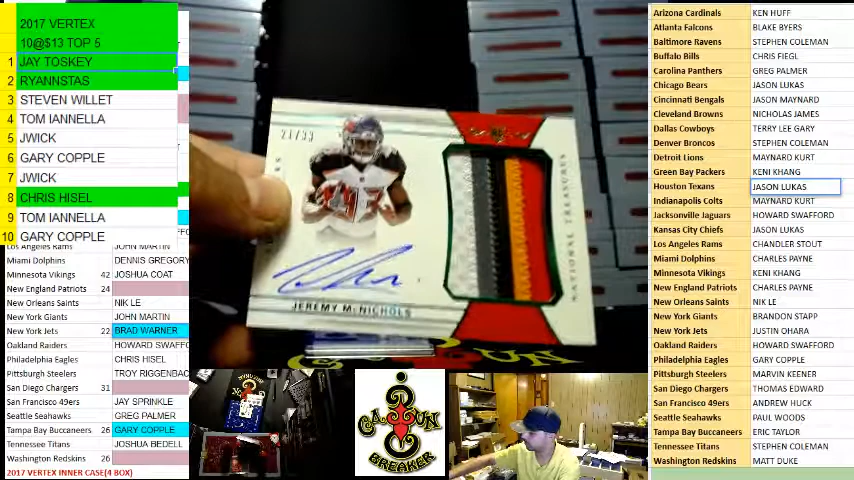 2017 VERTEX
10@$13 TOP 5
1 JAY TOSKEY
2 RYANNSTAS
3 STEVEN WILLET
4 TOM IANNELLA
5 JWICK
6 GARY COPPLE
7 JWICK
8 CHRIS HISEL
9 TOM IANNELLA
10 GARY COPPLE
Los Angeles Rams JOHN MARTIN
Miami Dolphins DENNIS GREGORY
Minnesota Vikings 42 JOSHUA COAT
New England Patriots 24
New Orleans Saints NIK LE
New York Giants JOHN MARTIN
New York Jets 22 BRAD WARNER
Oakland Raiders HOWARD SWAFFO
Philadelphia Eagles CHRIS HISEL
Pittsburgh Steelers TROY RIGGENBAC
San Diego Chargers 31
San Francisco 49ers JAY SPRINKLE
Seattle Seahawks GREG PALMER
Tampa Bay Buccaneers 26 GARY COPPLE
Tennessee Titans JOSHUA BEDELL
Washington Redskins 26
2017 VERTEX INNER CASE(4 BOX)
21/33
JEREMY McNICHOLS
NATIONAL TREASURES
CAJUN
BREAKER
Arizona Cardinals KEN HUFF
Atlanta Falcons BLAKE BYERS
Baltimore Ravens STEPHEN COLEMAN
Buffalo Bills CHRIS FIEGL
Carolina Panthers GREG PALMER
Chicago Bears JASON LUKAS
Cincinnati Bengals JASON MAYNARD
Cleveland Browns NICHOLAS JAMES
Dallas Cowboys TERRY LEE GARY
Denver Broncos STEPHEN COLEMAN
Detroit Lions MAYNARD KURT
Green Bay Packers KENI KHANG
Houston Texans JASON LUKAS
Indianapolis Colts MAYNARD KURT
Jacksonville Jaguars HOWARD SWAFFORD
Kansas City Chiefs JASON LUKAS
Los Angeles Rams CHANDLER STOUT
Miami Dolphins CHARLES PAYNE
Minnesota Vikings KENI KHANG
New England Patriots CHARLES PAYNE
New Orleans Saints NIK LE
New York Giants BRANDON STAPP
New York Jets JUSTIN OHARA
Oakland Raiders HOWARD SWAFFORD
Philadelphia Eagles GARY COPPLE
Pittsburgh Steelers MARVIN KEENER
San Diego Chargers THOMAS EDWARD
San Francisco 49ers ANDREW HUCK
Seattle Seahawks PAUL WOODS
Tampa Bay Buccaneers ERIC TAYLOR
Tennessee Titans STEPHEN COLEMAN
Washington Redskins MATT DUKE